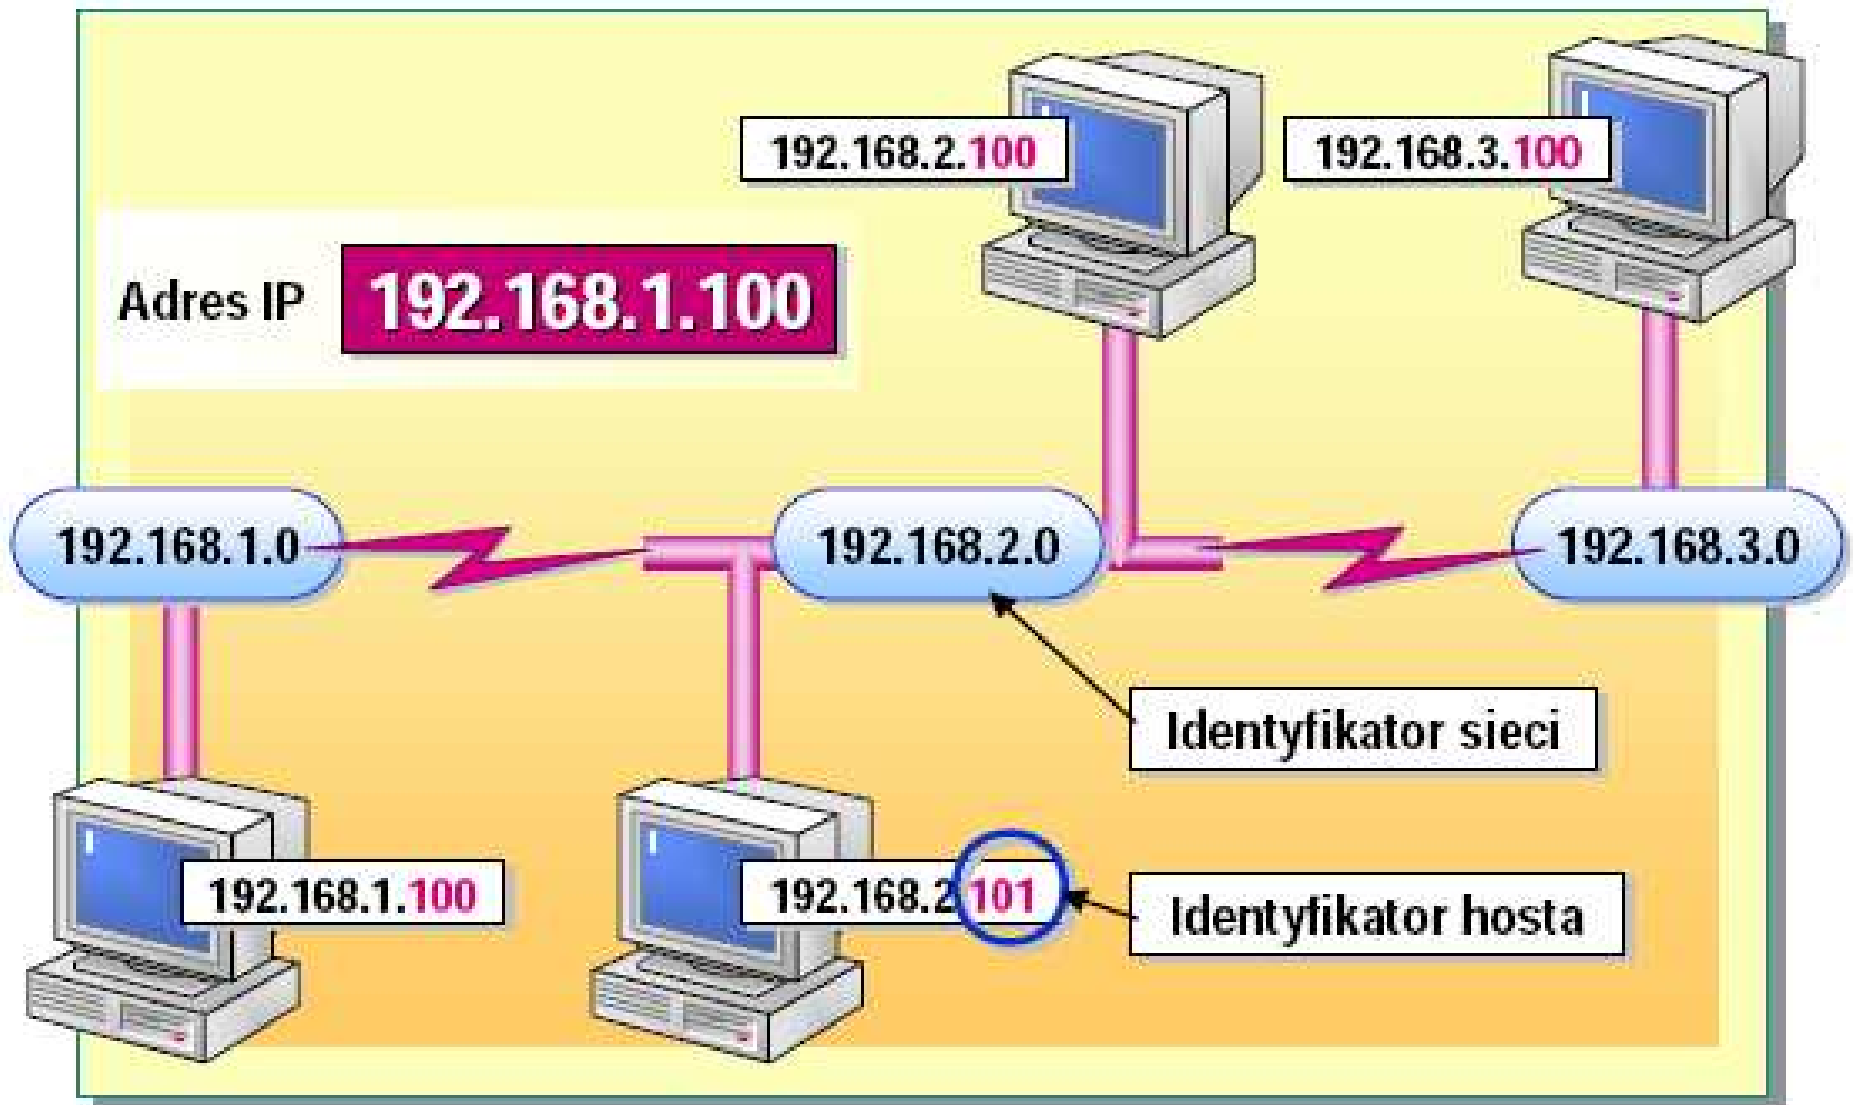 192.168.2.100
192.168.3.100
Adres IP
192.168.1.100
192.168.1.0
192.168.2.0
192.168.3.0
Identyfikator sieci
192.168.1.100
192.168.2.101
Identyfikator hosta